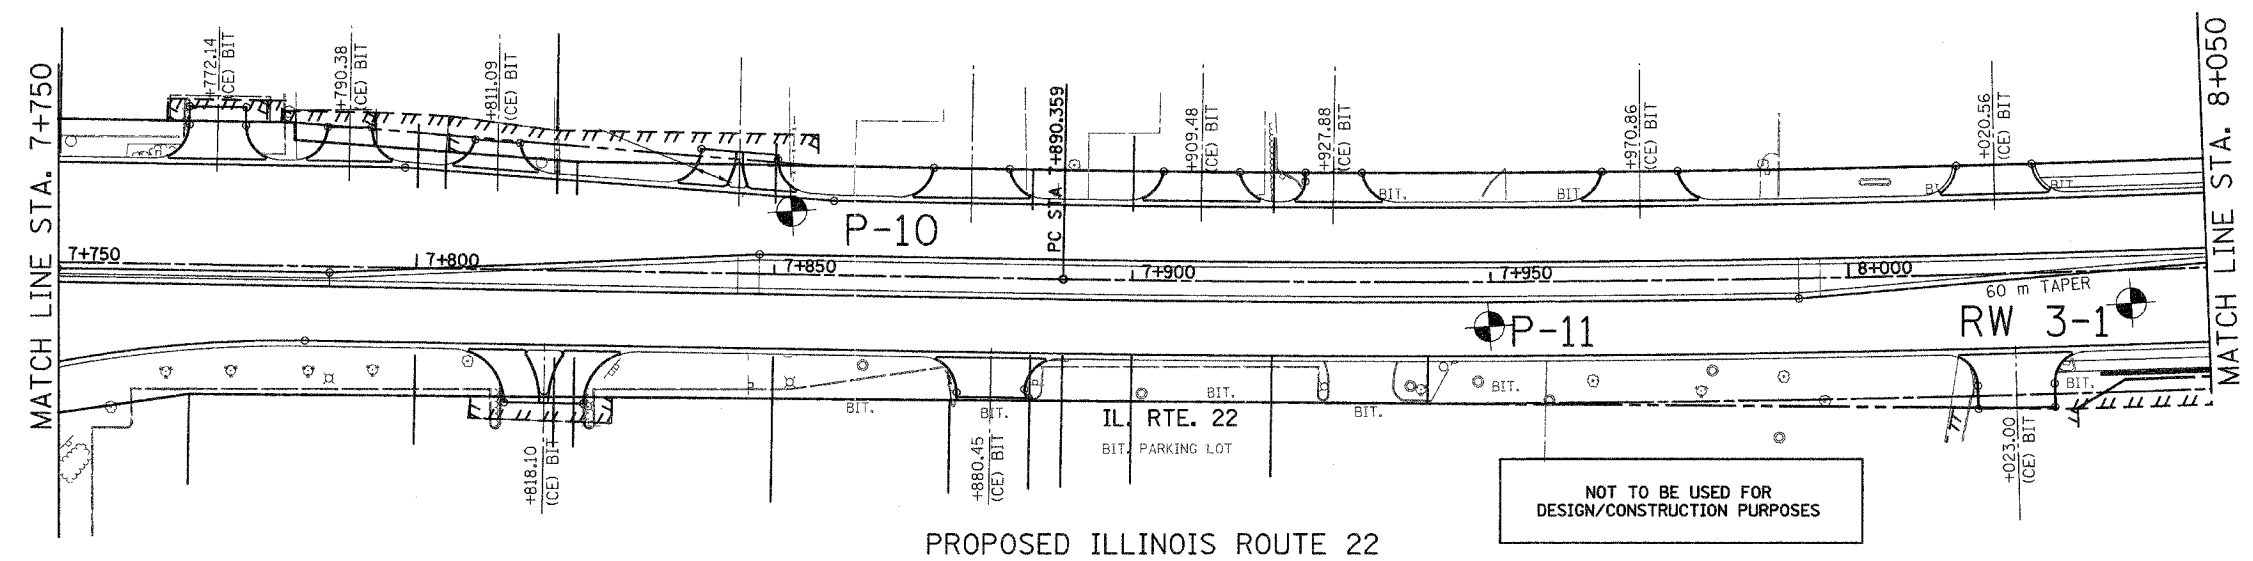 MATCH LINE STA. 7+750
+772.14
(CE) BIT
+790.38
(CE) BIT
+811.09
(CE) BIT
PC STA. 7+890.359
+909.48
(CE) BIT
+927.88
(CE) BIT
+970.86
(CE) BIT
+020.56
(CE) BIT
MATCH LINE STA. 8+050
BIT.
BIT
BIT.
P-10
7+750
7+800
7+850
7+900
7+950
8+000
60 m TAPER
P-11
RW 3-1
BIT.
BIT.
BIT.
BIT.
BIT.
BIT.
IL. RTE. 22
BIT. PARKING LOT
+818.10
(CE) BIT
+880.45
(CE) BIT
+023.00
(CE) BIT
NOT TO BE USED FOR
DESIGN/CONSTRUCTION PURPOSES
PROPOSED ILLINOIS ROUTE 22